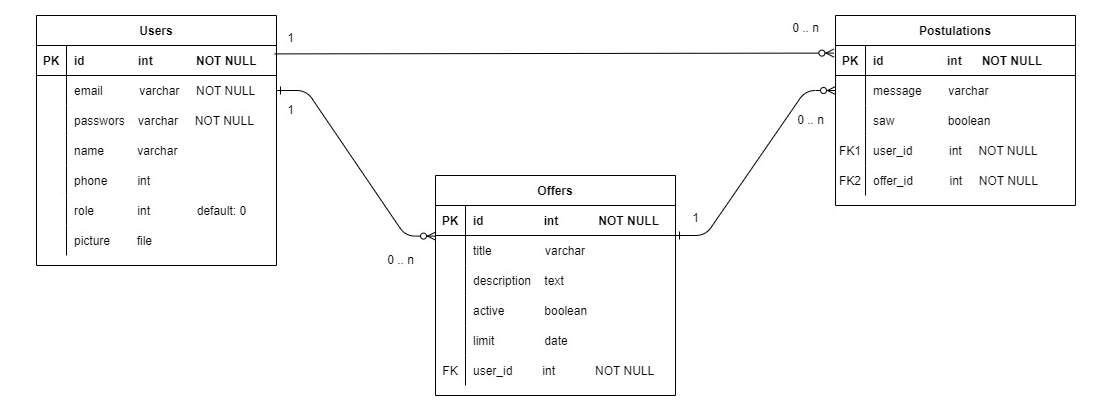 Users
PK id int NOT NULL
email varchar NOT NULL
passwors varchar NOT NULL
name varchar
phone int
role int default: 0
picture file
1
1
0 .. n
0 .. n
0 .. n
1
Offers
PK id int NOT NULL
title varchar
description text
active boolean
limit date
FK user_id int NOT NULL
Postulations
PK id int NOT NULL
message varchar
saw boolean
FK1 user_id int NOT NULL
FK2 offer_id int NOT NULL